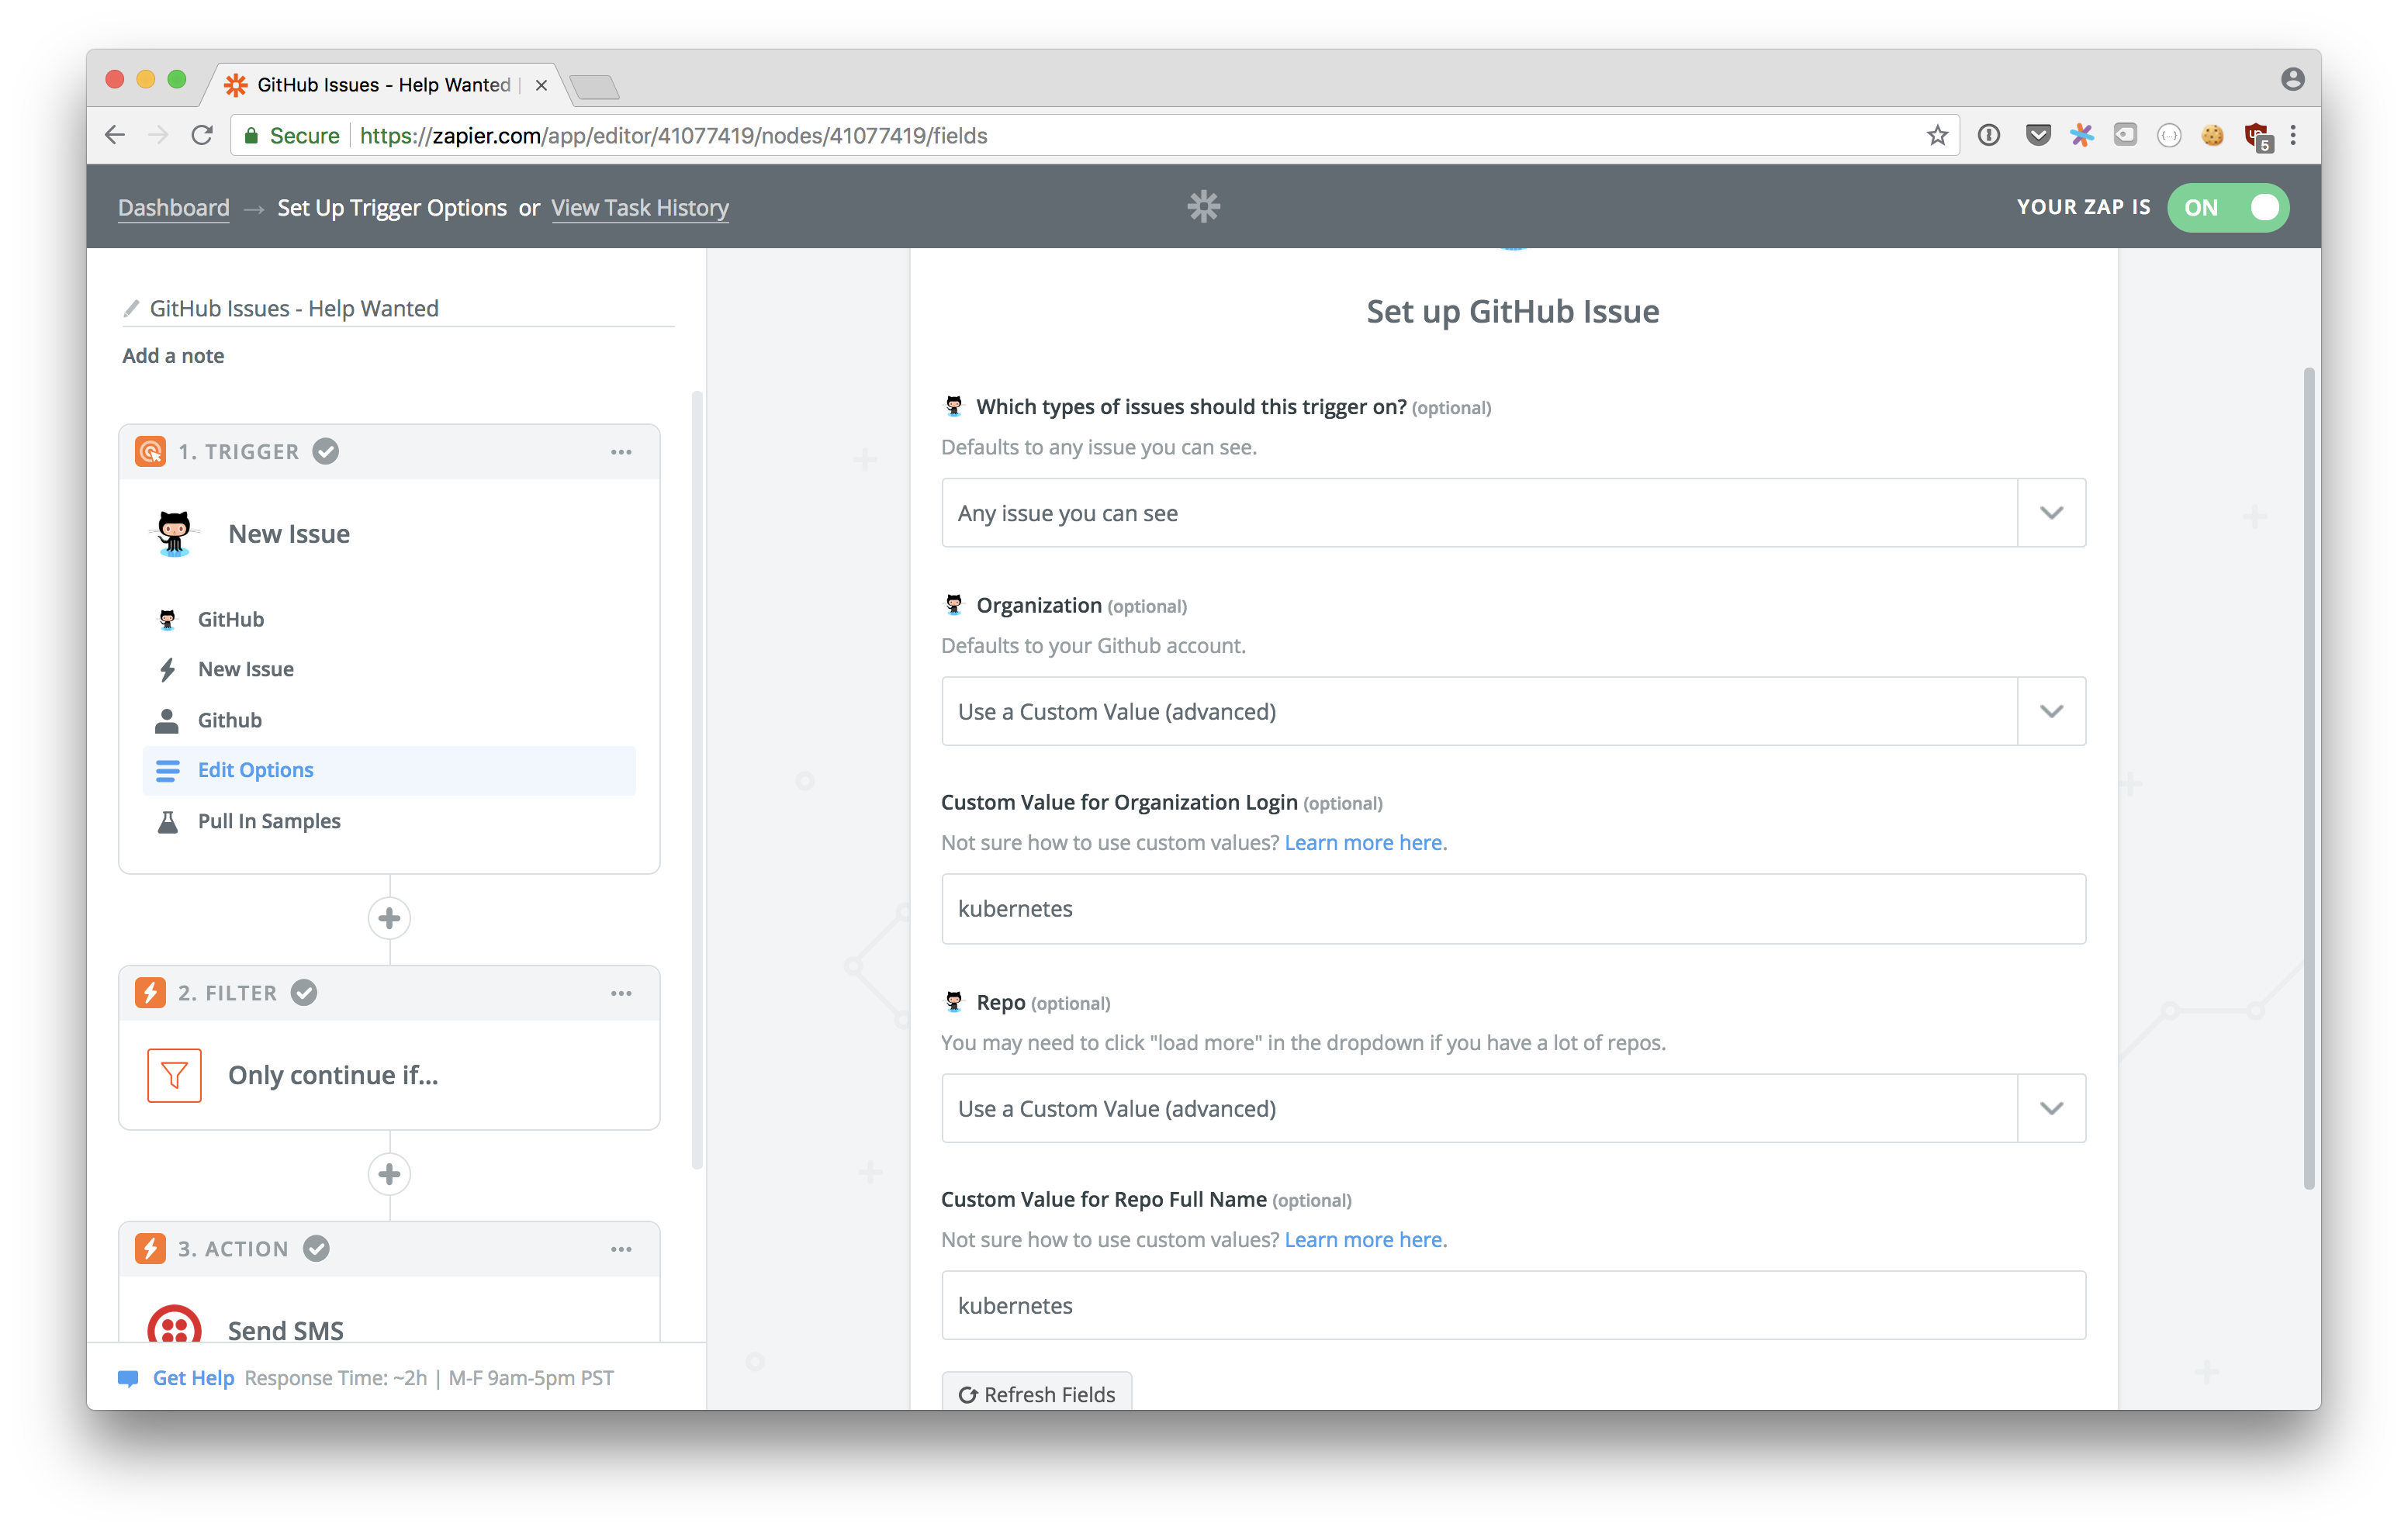 GitHub Issues - Help Wanted |
Secure | https://zapier.com/app/editor/41077419/nodes/41077419/fields
5
Dashboard → Set Up Trigger Options or View Task History
YOUR ZAP IS ON
GitHub Issues - Help Wanted
Add a note
1. TRIGGER
New Issue
GitHub
New Issue
Github
Edit Options
Pull In Samples
2. FILTER
Only continue if...
3. ACTION
Send SMS
Get Help Response Time: ~2h | M-F 9am-5pm PST
Set up GitHub Issue
Which types of issues should this trigger on? (optional)
Defaults to any issue you can see.
Any issue you can see
Organization (optional)
Defaults to your Github account.
Use a Custom Value (advanced)
Custom Value for Organization Login (optional)
Not sure how to use custom values? Learn more here.
kubernetes
Repo (optional)
You may need to click "load more" in the dropdown if you have a lot of repos.
Use a Custom Value (advanced)
Custom Value for Repo Full Name (optional)
Not sure how to use custom values? Learn more here.
kubernetes
Refresh Fields